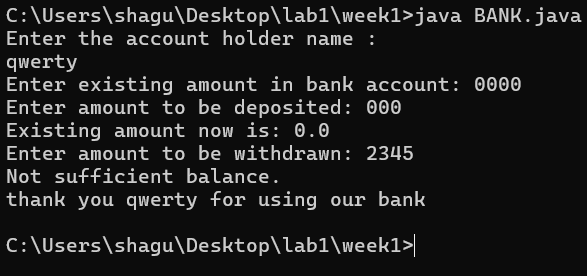 C:\Users\shagu\Desktop\lab1\week1>java BANK.java
Enter the account holder name :
qwerty
Enter existing amount in bank account: 0000
Enter amount to be deposited: 000
Existing amount now is: 0.0
Enter amount to be withdrawn: 2345
Not sufficient balance.
thank you qwerty for using our bank
C:\Users\shagu\Desktop\lab1\week1>